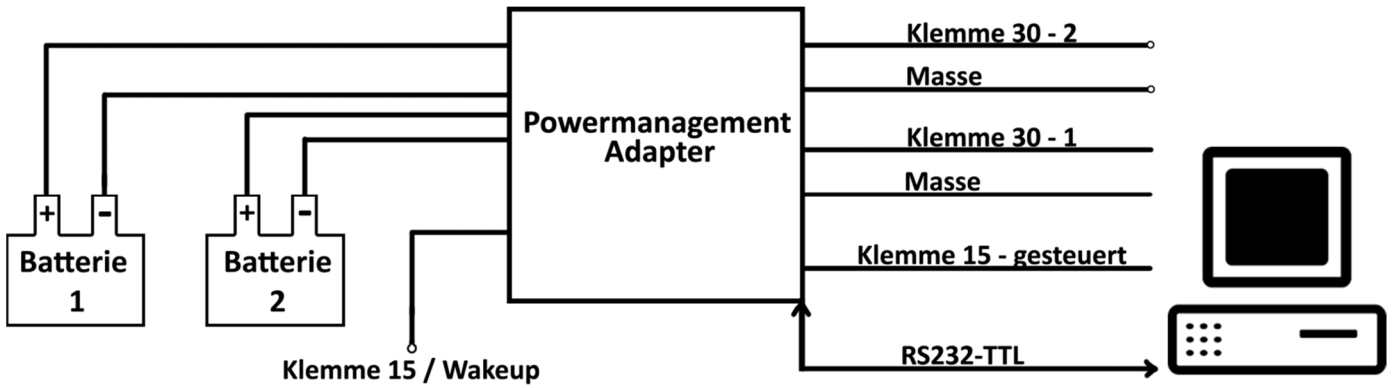 Klemme 30 - 2
Masse
Powermanagement
Adapter
Klemme 30 - 1
Masse
+ -
+ -
Batterie
1
Batterie
2
Klemme 15 - gesteuert
Klemme 15 / Wakeup
RS232-TTL